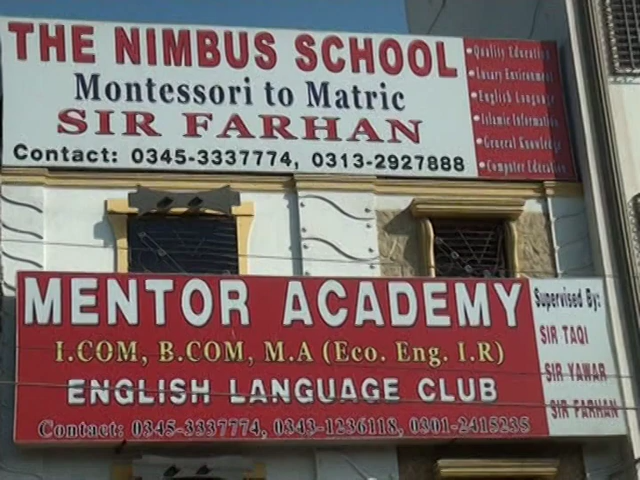 THE NIMBUS SCHOOL
Montessori to Matric
SIR FARHAN
Contact: 0345-3337774, 0313-2927888
• Quality Education
• Luxury Environment
• English Language
• Islamic Information
• General Knowledge
• Computer Education
MENTOR ACADEMY
I.COM, B.COM, M.A (Eco. Eng. I.R)
ENGLISH LANGUAGE CLUB
Contact: 0345-3337774, 0343-1236118, 0301-2415235
Supervised By:
SIR TAQI
SIR YAWAR
SIR FARHAN